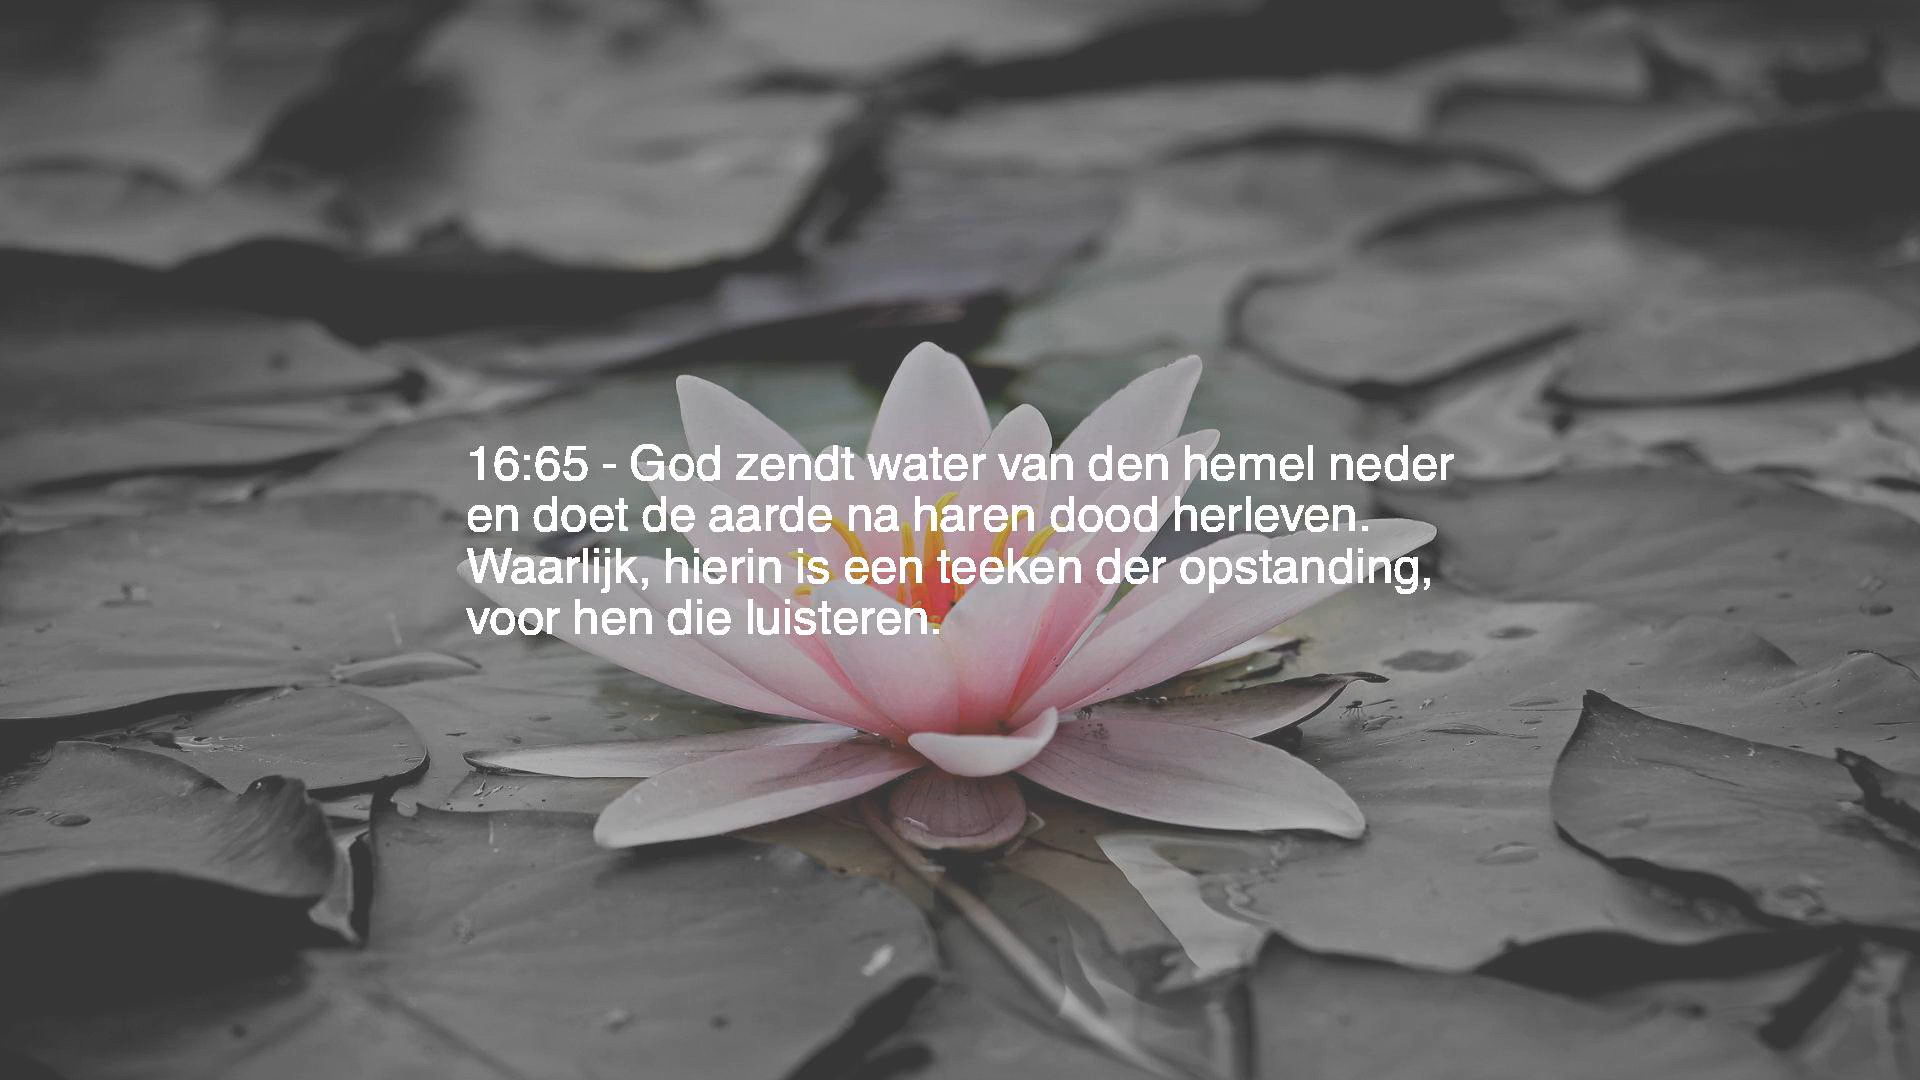 16:65 - God zendt water van den hemel neder
en doet de aarde na haren dood herleven.
Waarlijk, hierin is een teeken der opstanding,
voor hen die luisteren.